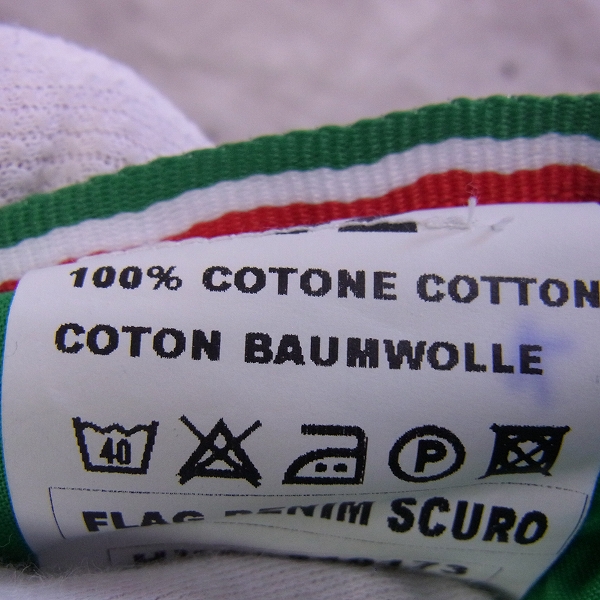 100% COTONE COTTON
COTON BAUMWOLLE
40 P
FLAG DENIM SCURO